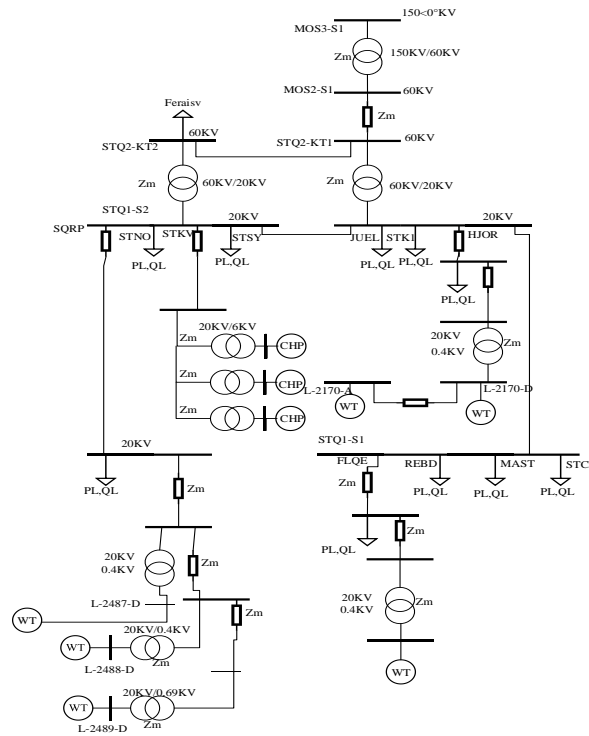 150<0°KV
MOS3-S1
Zm
150KV/60KV
MOS2-S1
60KV
Zm
Feraisv
60KV
STQ2-KT2
STQ2-KT1
60KV
Zm
60KV/20KV
60KV/20KV
Zm
STQ1-S2
SQRP
STNO
STKV
20KV
STSY
JUEL
STK1
20KV
HJOR
PL,QL
PL,QL
PL,QL
PL,QL
PL,QL
20KV/6KV
Zm
CHP
Zm
CHP
Zm
CHP
20KV
0.4KV
Zm
L-2170-A
L-2170-D
WT
WT
STQ1-S1
20KV
FLQE
REBD
MAST
STC
PL,QL
Zm
Zm
PL,QL
PL,QL
PL,QL
PL,QL
Zm
20KV
0.4KV
Zm
20KV
0.4KV
Zm
L-2487-D
WT
Zm
20KV/0.4KV
WT
Zm
L-2488-D
WT
20KV/0.69KV
WT
Zm
L-2489-D